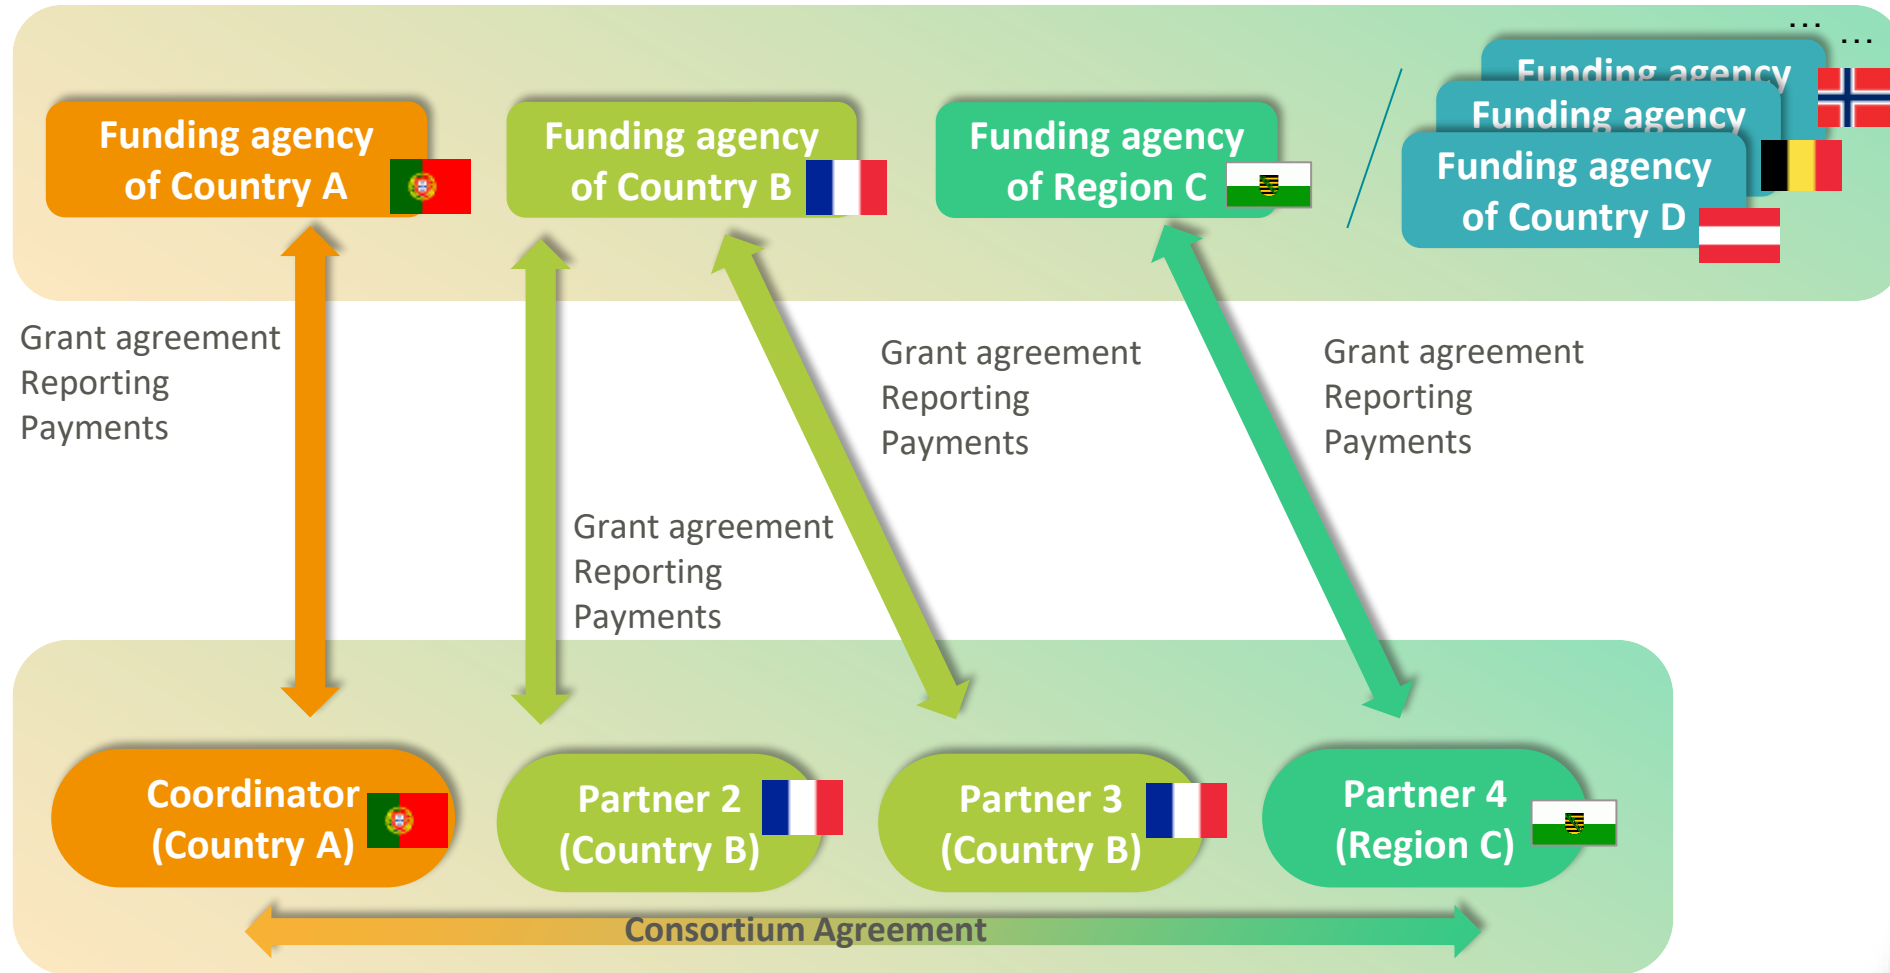 ... ...
Funding agency
of Country A
Funding agency
of Country B
Funding agency
of Region C
Funding agency
Funding agency
Funding agency
of Country D
Grant agreement
Reporting
Payments
Grant agreement
Reporting
Payments
Grant agreement
Reporting
Payments
Grant agreement
Reporting
Payments
Coordinator
(Country A)
Partner 2
(Country B)
Partner 3
(Country B)
Partner 4
(Region C)
Consortium Agreement